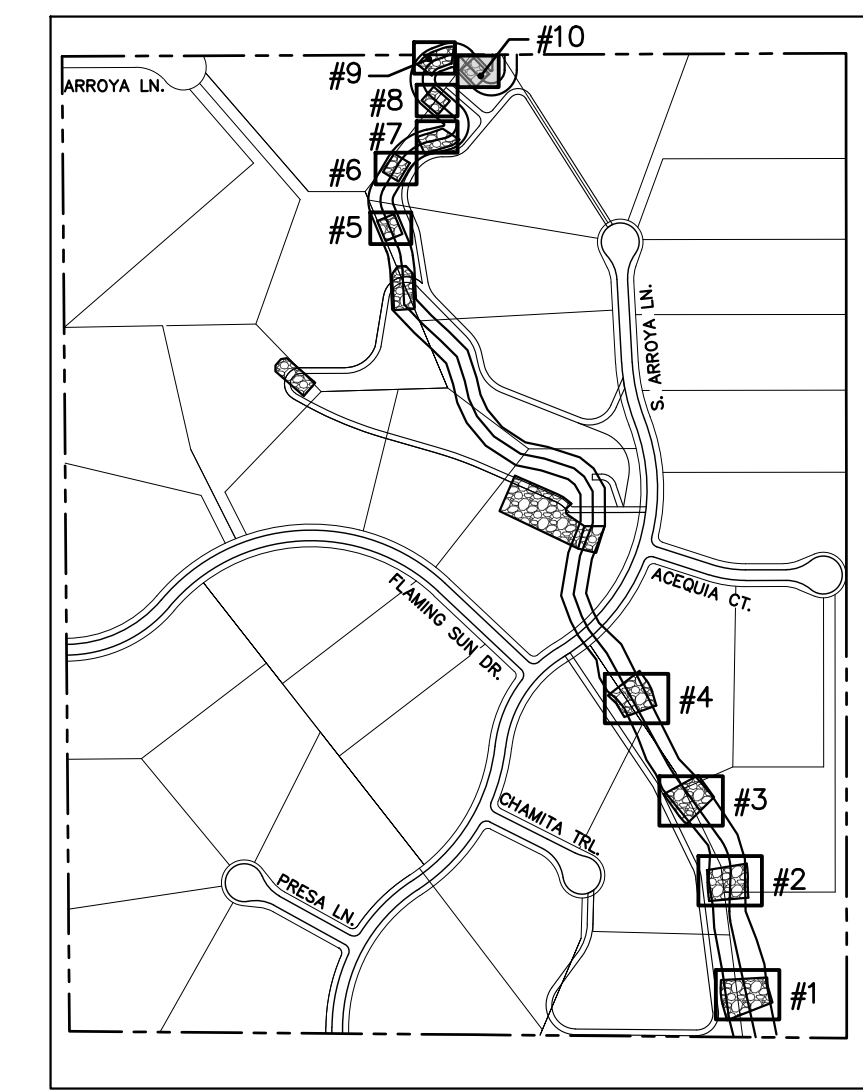 #10
#9
ARROYA LN.
#8
#7
#6
#5
S. ARROYA LN.
ACEQUIA CT.
FLAMING SUN DR.
#4
#3
CHAMITA TRL.
#2
PRESA LN.
#1